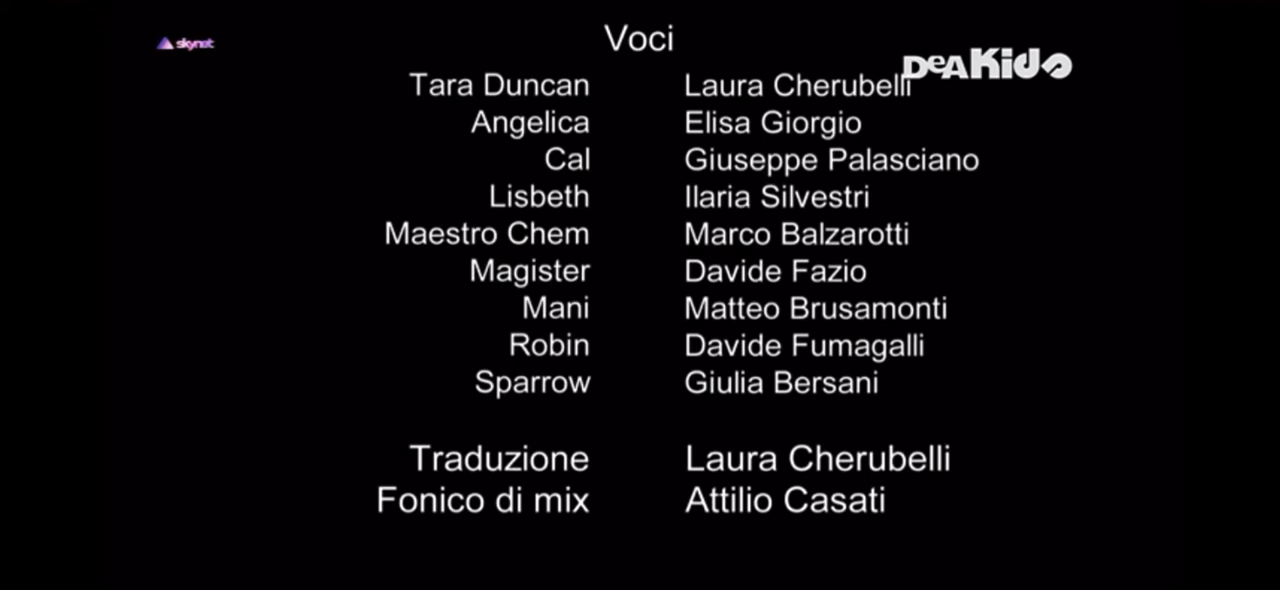 Voci
skynet
DeAKids
Tara Duncan Laura Cherubelli
Angelica Elisa Giorgio
Cal Giuseppe Palasciano
Lisbeth Ilaria Silvestri
Maestro Chem Marco Balzarotti
Magister Davide Fazio
Mani Matteo Brusamonti
Robin Davide Fumagalli
Sparrow Giulia Bersani
Traduzione Laura Cherubelli
Fonico di mix Attilio Casati